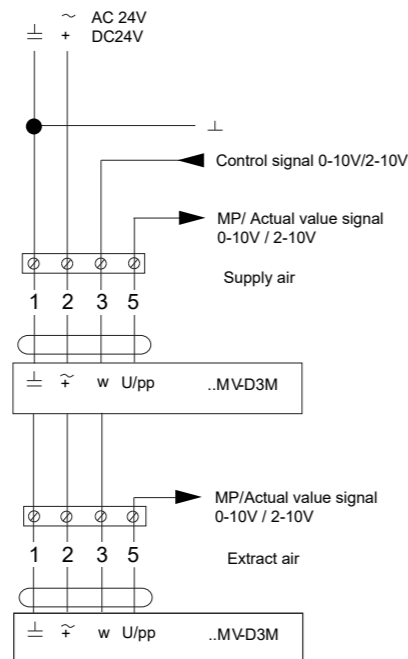 ~ AC 24V
+ DC24V
Control signal 0-10V/2-10V
MP/ Actual value signal
0-10V / 2-10V
Supply air
1 2 3 5
~
+ w U/pp ..MV-D3M
MP/Actual value signal
0-10V / 2-10V
1 2 3 5
Extract air
~
+ w U/pp ..MV-D3M